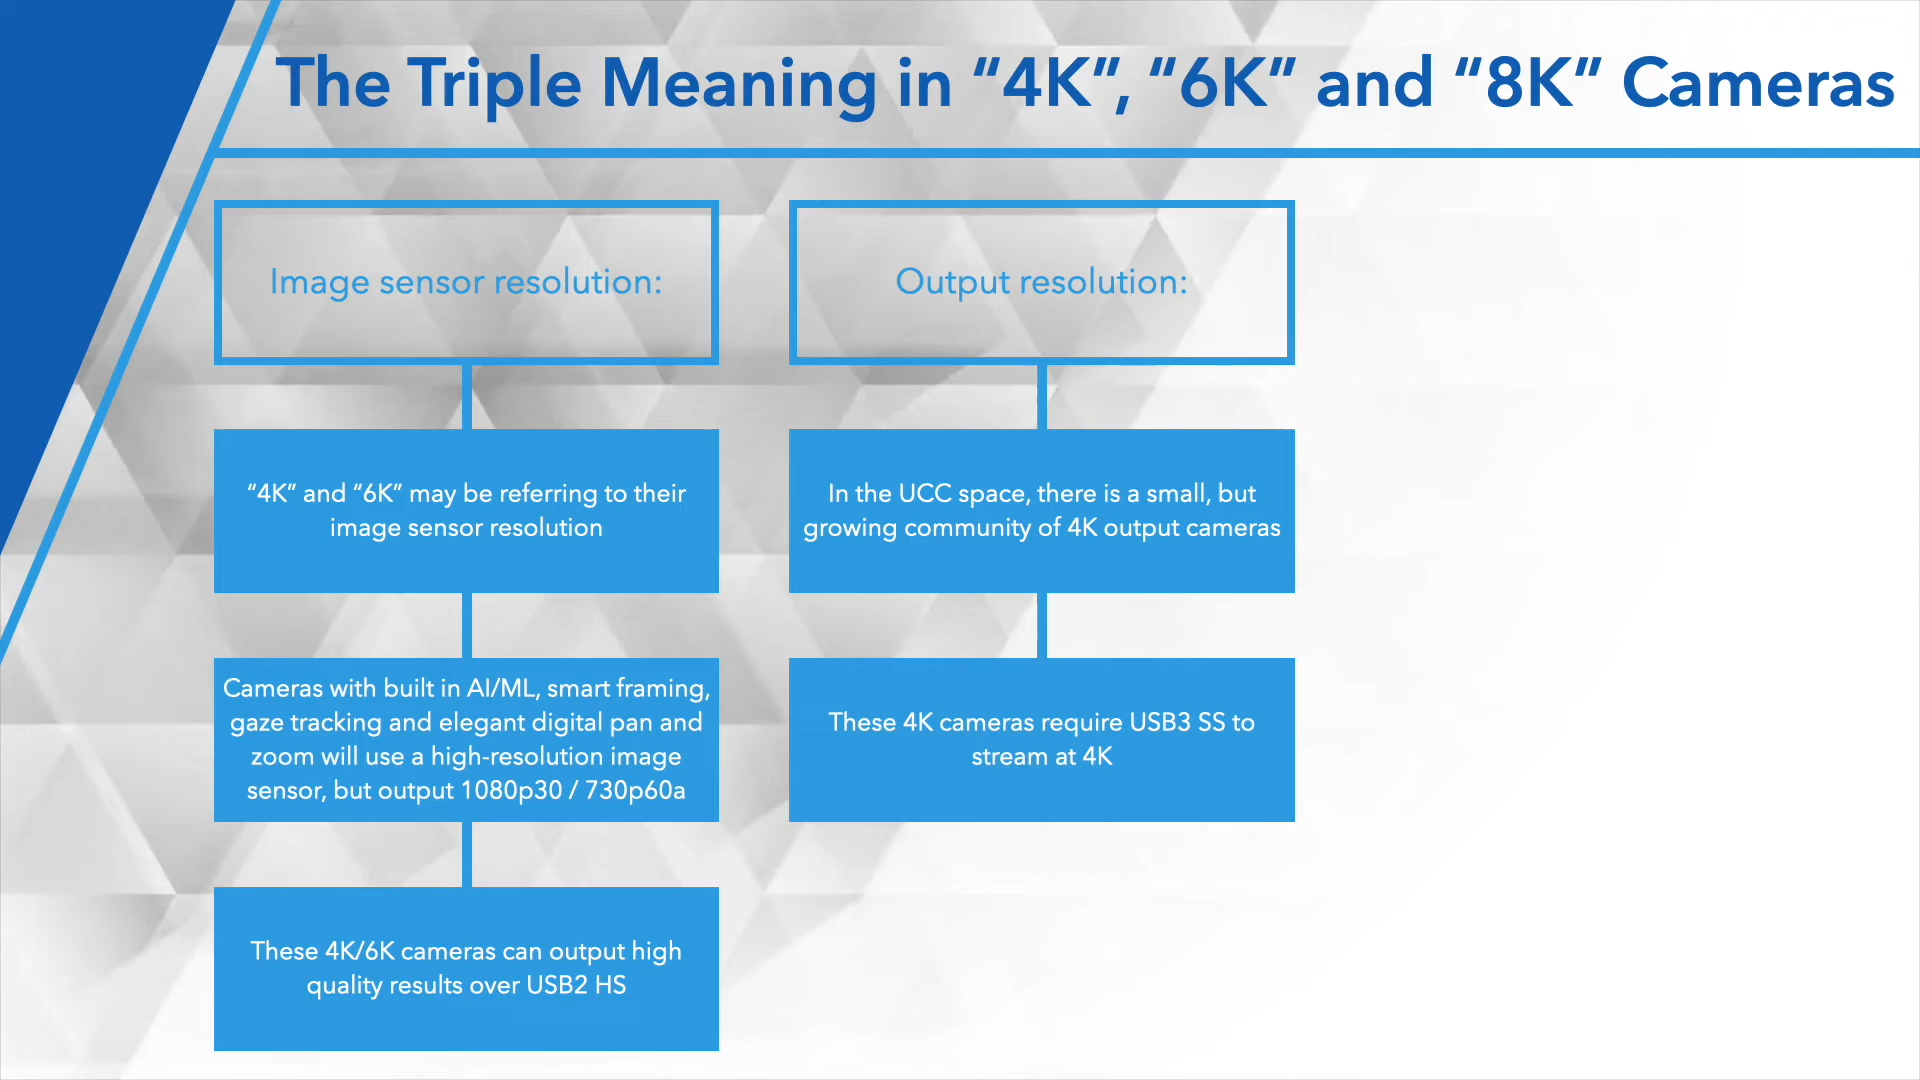 The Triple Meaning in “4K”, “6K” and “8K” Cameras
Image sensor resolution:
“4K” and “6K” may be referring to their
image sensor resolution
Cameras with built in AI/ML, smart framing,
gaze tracking and elegant digital pan and
zoom will use a high-resolution image
sensor, but output 1080p30 / 730p60a
These 4K/6K cameras can output high
quality results over USB2 HS
Output resolution:
In the UCC space, there is a small, but
growing community of 4K output cameras
These 4K cameras require USB3 SS to
stream at 4K